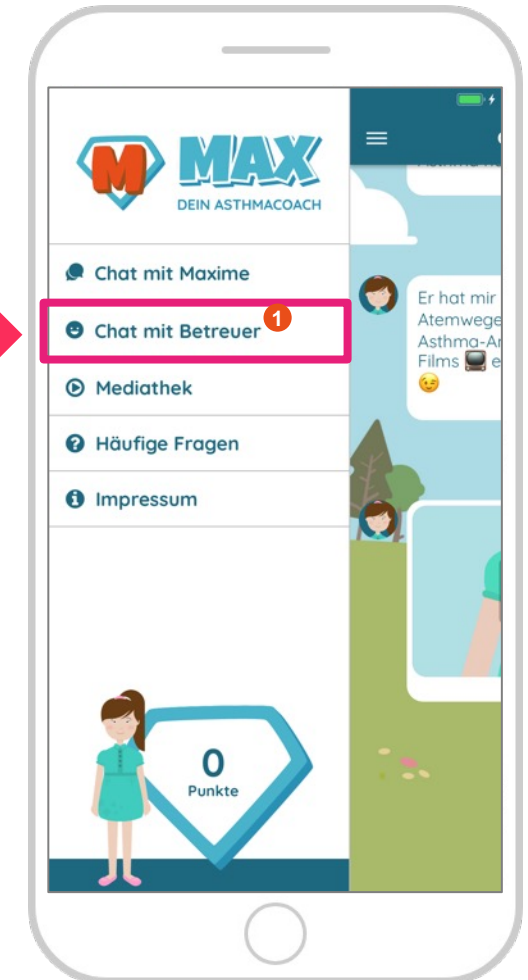 M MAX
DEIN ASTHMACOACH
Chat mit Maxime
Chat mit Betreuer 1
Mediathek
Häufige Fragen
Impressum
0
Punkte
Er hat mir
Atemwege
Asthma-A
Films